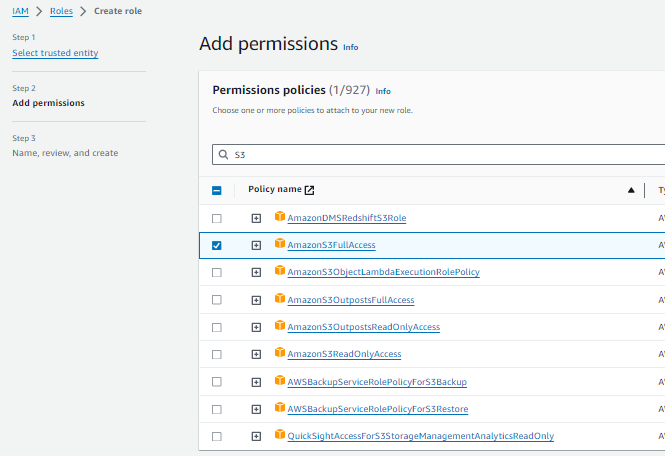 IAM > Roles > Create role
Step 1
Select trusted entity
Step 2
Add permissions
Step 3
Name, review, and create
Add permissions Info
Permissions policies (1/927) Info
Choose one or more policies to attach to your new role.
S3
Policy name
AmazonDMSRedshiftS3Role
AmazonS3FullAccess
AmazonS3ObjectLambdaExecutionRolePolicy
AmazonS3OutpostsFullAccess
AmazonS3OutpostsReadOnlyAccess
AmazonS3ReadOnlyAccess
AWSBackupServiceRolePolicyForS3Backup
AWSBackupServiceRolePolicyForS3Restore
QuickSightAccessForS3StorageManagementAnalyticsReadOnly